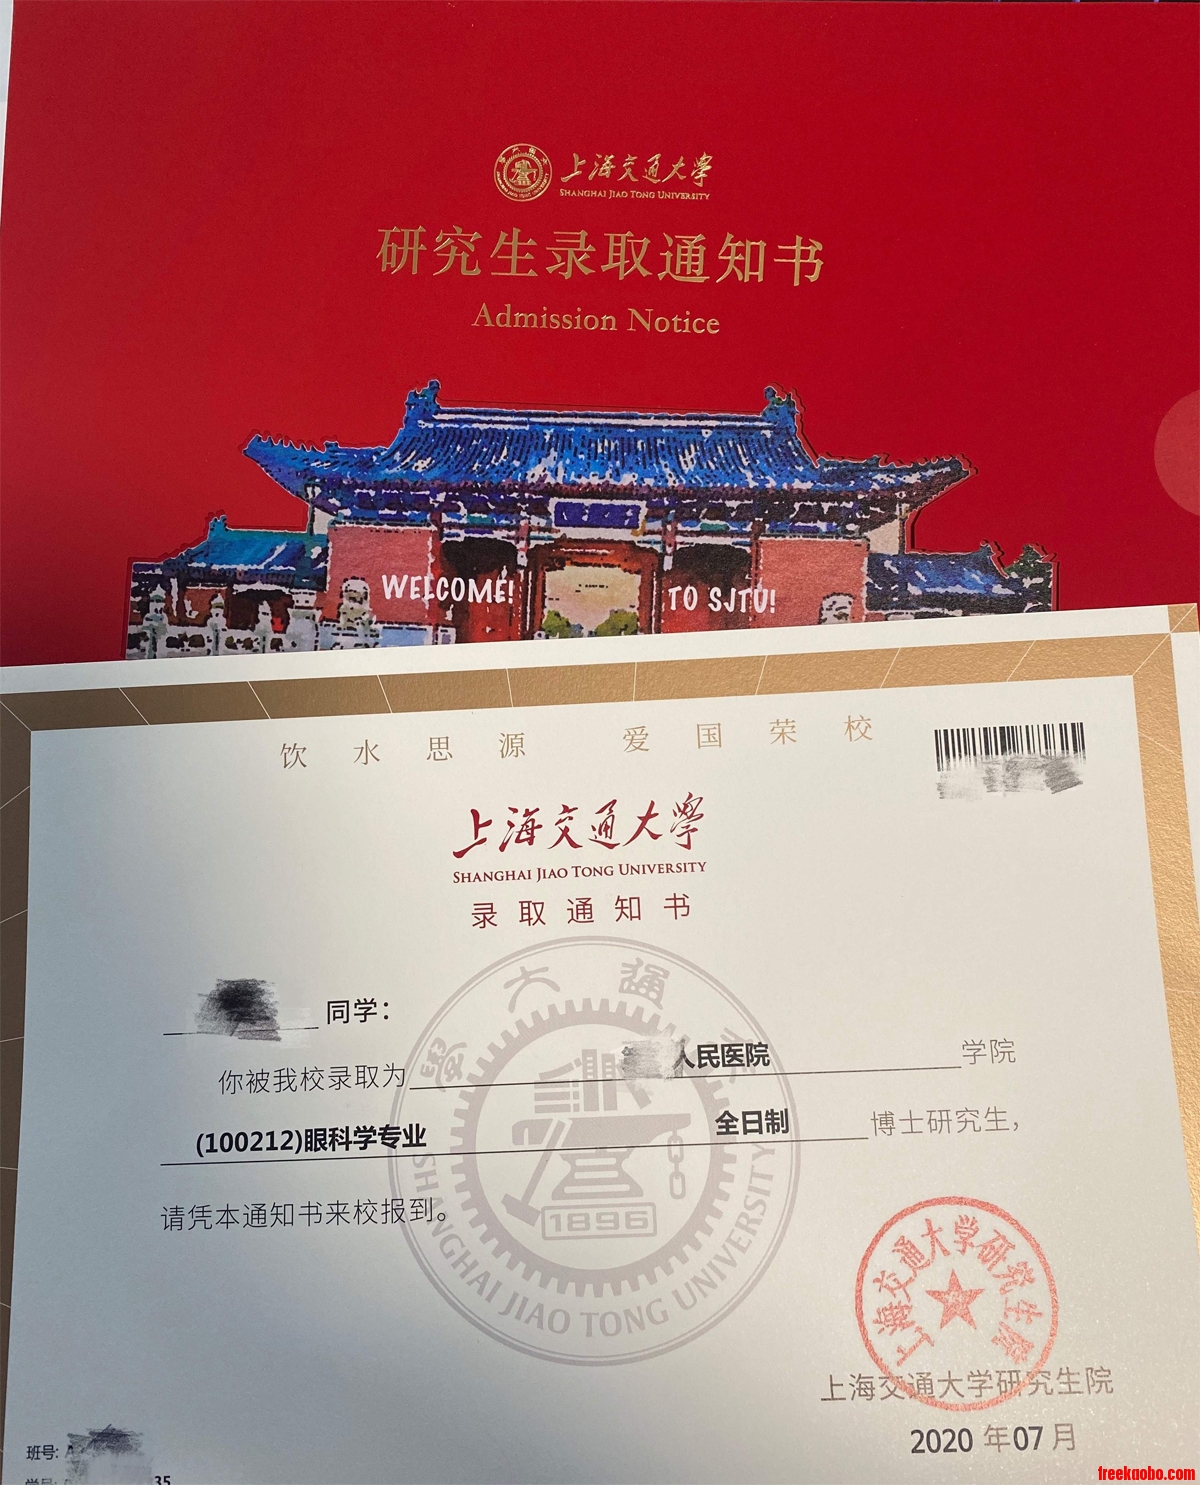 上海交通大學
SHANGHAI JIAO TONG UNIVERSITY
研究生录取通知书
Admission Notice
WELCOME!
TO SJTU!
饮水思源 爱国荣校
上海交通大學
SHANGHAI JIAO TONG UNIVERSITY
录取通知书
同学：
你被我校录取为 人民医院 学院
(100212)眼科学专业 全日制 博士研究生，
请凭本通知书来校报到。
1896
SHANGHAI JIAO TONG UNIVERSITY
上海交通大学研究生院
上海交通大学研究生院
2020 年 07 月
班号: A
学号:
35
freekaobo.com